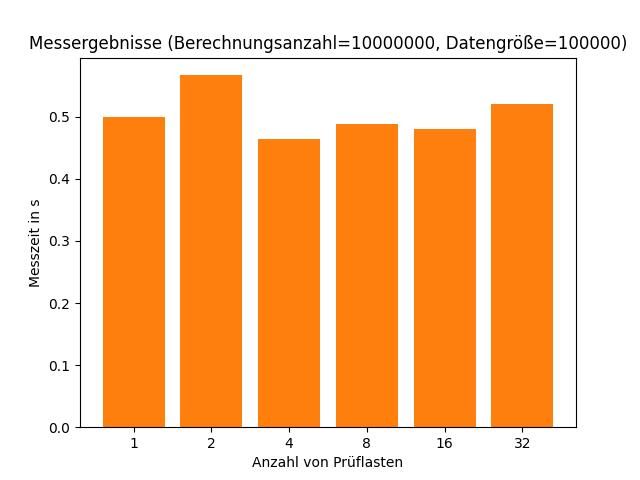 Messergebnisse (Berechnungsanzahl=10000000, Datengröße=100000)
Messzeit in s
0.5
0.4
0.3
0.2
0.1
0.0
1 2 4 8 16 32
Anzahl von Prüflasten